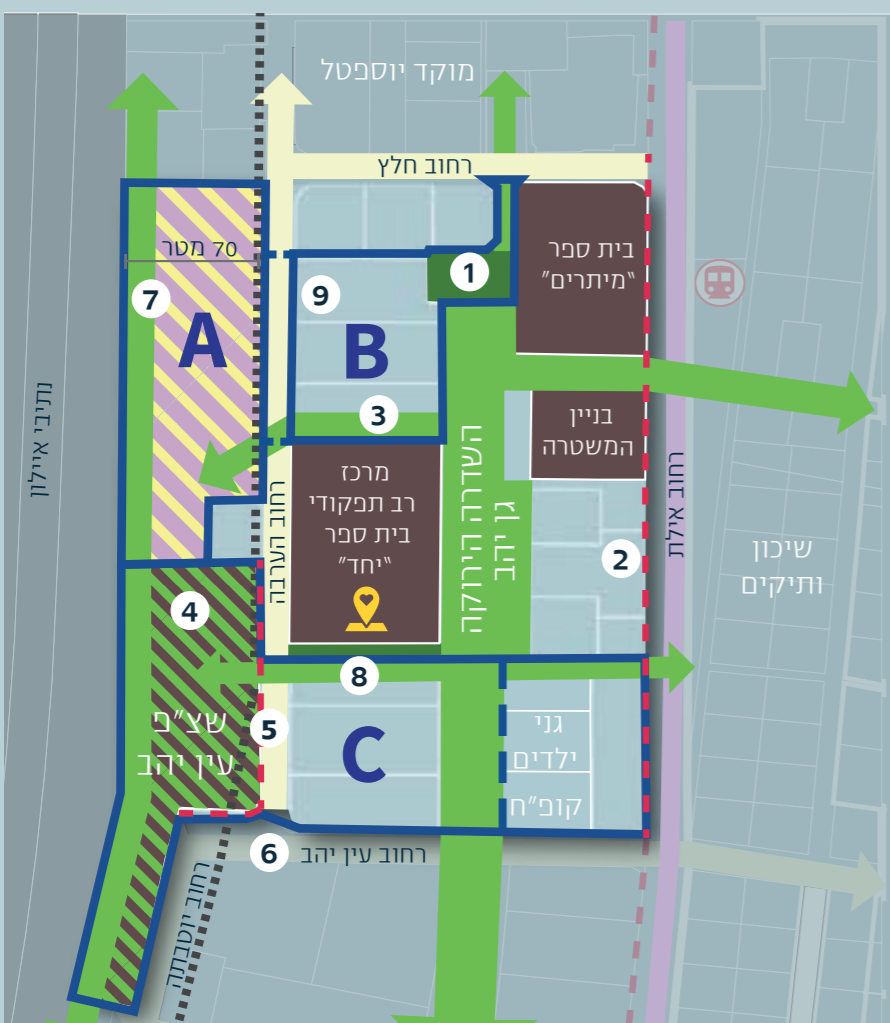 מוקד יוספטל
רחוב חלץ
בית ספר
"מיתרים"
1
70 מטר
7
A
9
B
3
בניין
המשטרה
השדרה הירוקה
גן יהב
מרכז
רב תפקודי
בית ספר
"יחד"
רחוב הערבה
נתיבי איילון
רחוב אילת
2
שיכון
ותיקים
4
8
שצ"פ
עין יהב
5
C
גני
ילדים
קופ"ח
6
רחוב עין יהב
רחוב יוטבתה